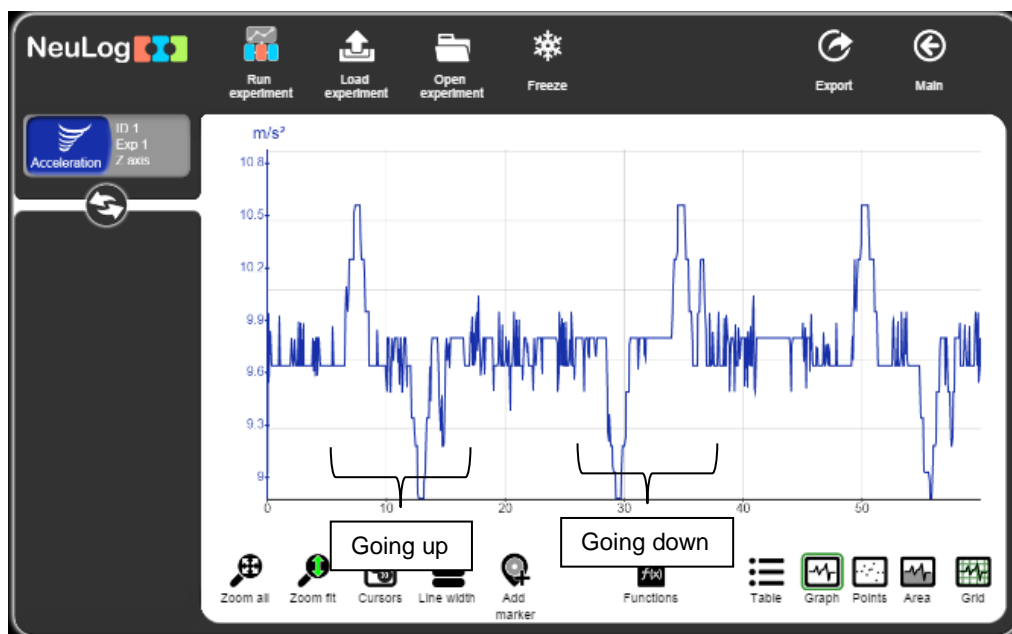 NeuLog
Run
experiment
Load
experiment
Open
experiment
Freeze
Export
Main
Acceleration
ID 1
Exp 1
Z axis
m/s²
10.8
10.5
10.2
9.9
9.6
9.3
9
0
10
20
30
40
50
Going up
Going down
Zoom all
Zoom fit
Cursors
Line width
Add
marker
f(x)
Functions
Table
Graph
Points
Area
Grid